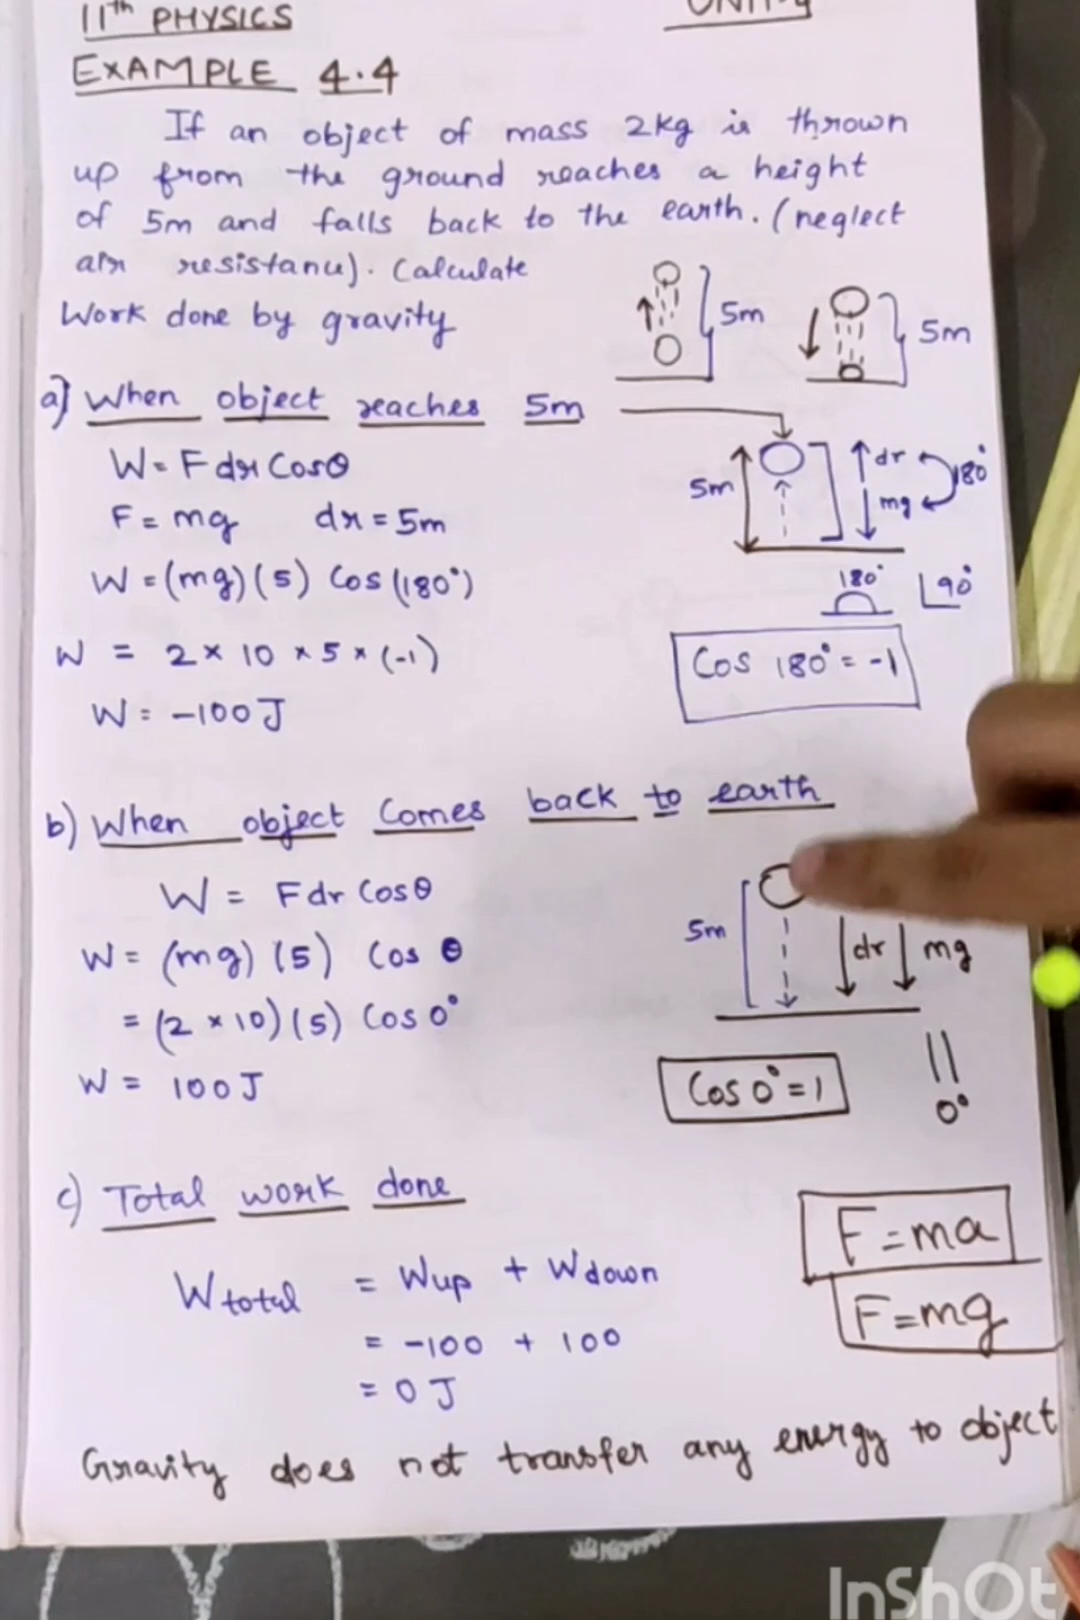 11th PHYSICS
UNIT-4
EXAMPLE 4.4
If an object of mass 2kg is thrown
up from the ground reaches a height
of 5m and falls back to the earth. (neglect
air resistance). Calculate
Work done by gravity
5m
5m
a) When object reaches 5m
W = F dr Cosθ
F = mg dr = 5m
W = (mg) (5) Cos (180°)
W = 2 × 10 × 5 × (-1)
W = -100 J
5m
dr
mg
180°
180° 90°
Cos 180° = -1
b) When object Comes back to earth
W = F dr Cos θ
W = (mg) (5) Cos θ
= (2 × 10) (5) Cos 0°
W = 100 J
5m
dr mg
Cos 0° = 1
0°
c) Total work done
Wtotal = Wup + Wdown
= -100 + 100
= 0 J
F = ma
F = mg
Gravity does not transfer any energy to object
InShOt